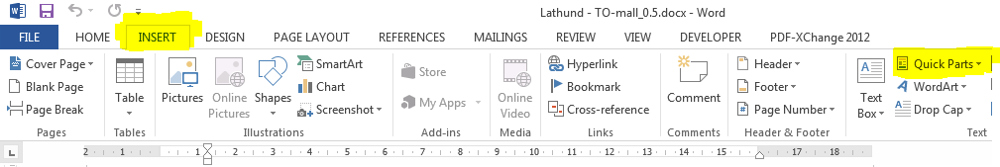 Lathund - TO-mall_0.5.docx - Word
FILE HOME INSERT DESIGN PAGE LAYOUT REFERENCES MAILINGS REVIEW VIEW DEVELOPER PDF-XChange 2012
Cover Page
Blank Page
Page Break
Pages
Table
Tables
Pictures
Online
Pictures
Shapes
SmartArt
Chart
Screenshot
Illustrations
Store
My Apps
Add-ins
Online
Video
Media
Hyperlink
Bookmark
Cross-reference
Links
Comment
Comments
Header
Footer
Page Number
Header & Footer
Text
Box
Quick Parts
WordArt
Drop Cap
Text
2 1 1 2 3 4 5 6 7 8 9 10 11 12 13 14 15 17 18